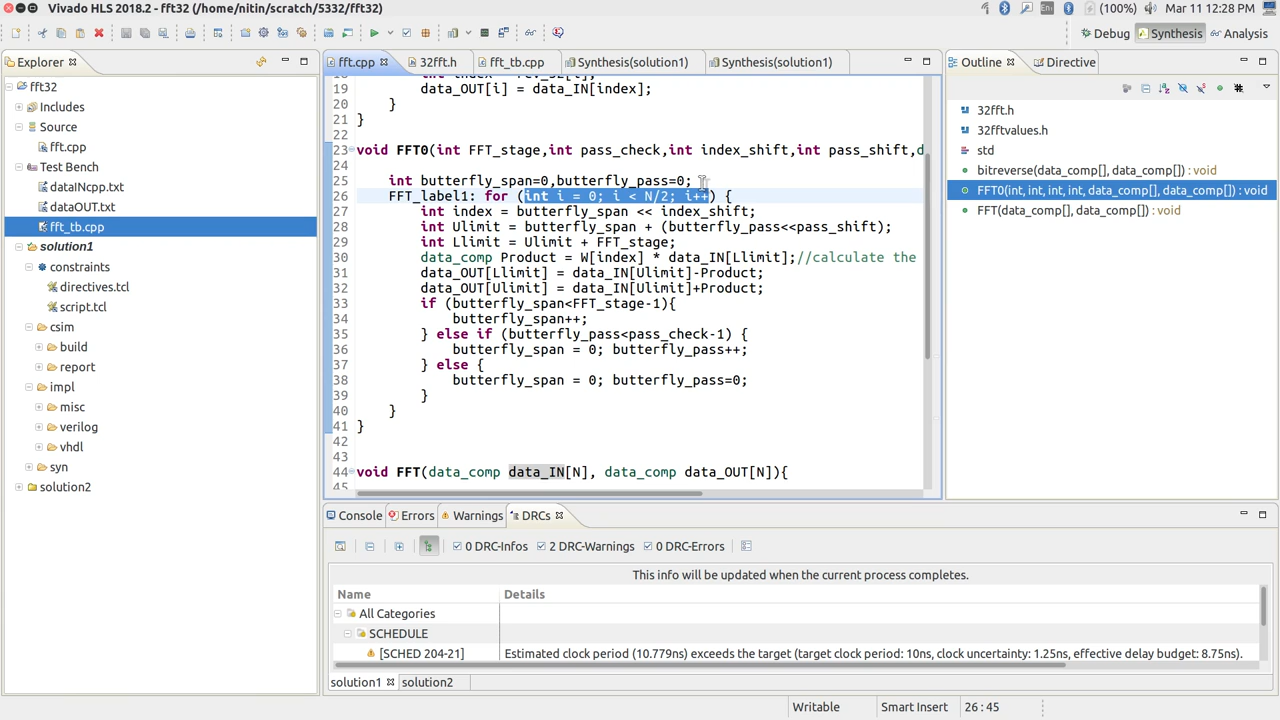 Vivado HLS 2018.2 - fft32 (/home/nitin/scratch/5332/fft32)
En (100%) Mar 11 12:28 PM
Debug Synthesis Analysis
Explorer
fft.cpp 32fft.h fft_tb.cpp Synthesis(solution1) Synthesis(solution1)
Outline Directive
fft32
Includes
Source
fft.cpp
Test Bench
dataINcpp.txt
dataOUT.txt
fft_tb.cpp
solution1
constraints
directives.tcl
script.tcl
csim
build
report
impl
misc
verilog
vhdl
syn
solution2
18
19 data_OUT[i] = data_IN[index];
20 }
21 }
22
23 void FFT0(int FFT_stage,int pass_check,int index_shift,int pass_shift,d
24
25 int butterfly_span=0,butterfly_pass=0;
26 FFT_label1: for (int i = 0; i < N/2; i++) {
27 int index = butterfly_span << index_shift;
28 int Ulimit = butterfly_span + (butterfly_pass<<pass_shift);
29 int Llimit = Ulimit + FFT_stage;
30 data_comp Product = W[index] * data_IN[Llimit];//calculate the
31 data_OUT[Llimit] = data_IN[Ulimit]-Product;
32 data_OUT[Ulimit] = data_IN[Ulimit]+Product;
33 if (butterfly_span<FFT_stage-1){
34 butterfly_span++;
35 } else if (butterfly_pass<pass_check-1) {
36 butterfly_span = 0; butterfly_pass++;
37 } else {
38 butterfly_span = 0; butterfly_pass=0;
39 }
40 }
41 }
42
43
44 void FFT(data_comp data_IN[N], data_comp data_OUT[N]){
45
32fft.h
32fftvalues.h
std
bitreverse(data_comp[], data_comp[]) : void
FFT0(int, int, int, int, data_comp[], data_comp[]) : void
FFT(data_comp[], data_comp[]) : void
Console Errors Warnings DRCs
0 DRC-Infos 2 DRC-Warnings 0 DRC-Errors
This info will be updated when the current process completes.
Name Details
All Categories
SCHEDULE
[SCHED 204-21] Estimated clock period (10.779ns) exceeds the target (target clock period: 10ns, clock uncertainty: 1.25ns, effective delay budget: 8.75ns).
solution1 solution2
Writable Smart Insert 26 : 45